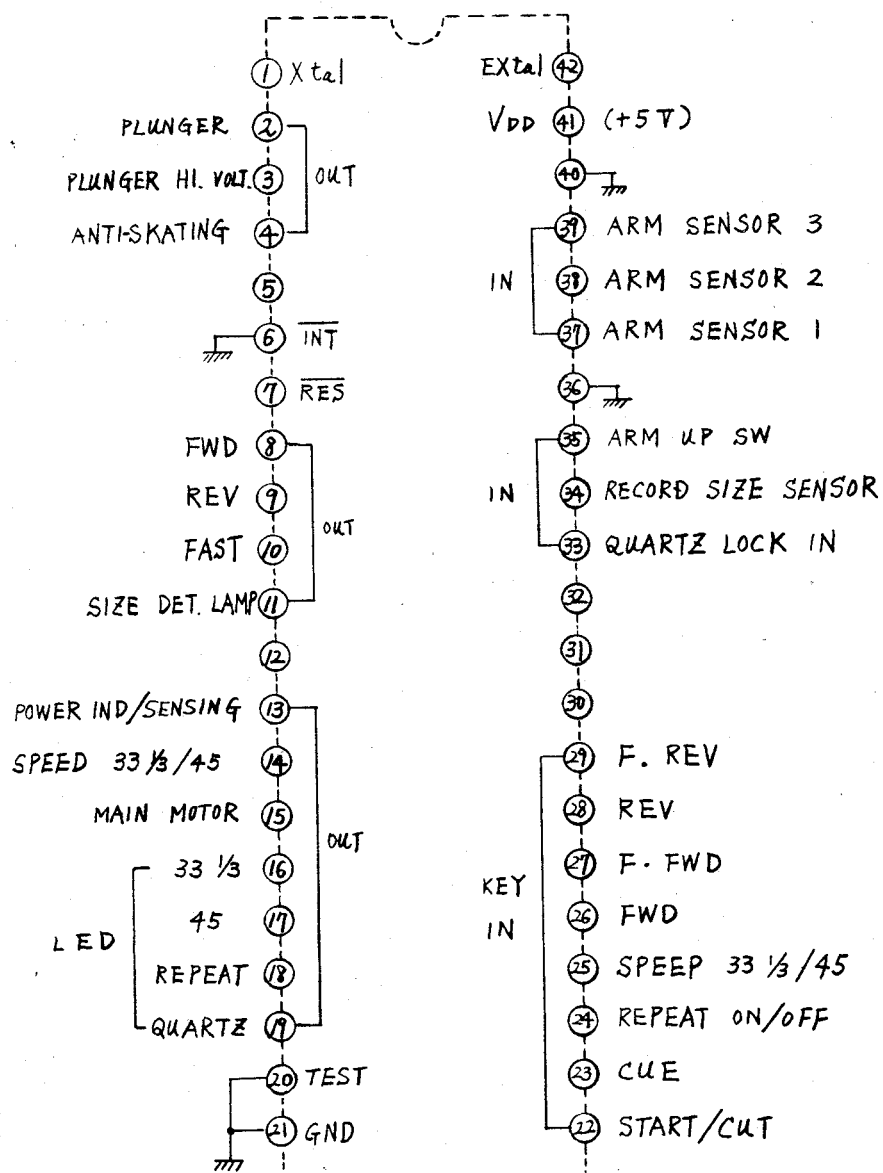 1 Xtal
PLUNGER 2
PLUNGER HI. VOLT. 3
OUT
ANTI-SKATING 4
5
6 INT
7 RES
FWD 8
REV 9
OUT
FAST 10
SIZE DET. LAMP 11
12
POWER IND/SENSING 13
SPEED 33 1/3/45 14
MAIN MOTOR 15
OUT
33 1/3 16
45 17
LED
REPEAT 18
QUARTZ 19
20 TEST
21 GND
EXtal 42
VDD 41 (+5V)
40
39 ARM SENSOR 3
IN
38 ARM SENSOR 2
37 ARM SENSOR 1
36
35 ARM UP SW
IN
34 RECORD SIZE SENSOR
33 QUARTZ LOCK IN
32
31
30
29 F. REV
28 REV
27 F. FWD
KEY
IN
26 FWD
25 SPEEP 33 1/3/45
24 REPEAT ON/OFF
23 CUE
22 START/CUT